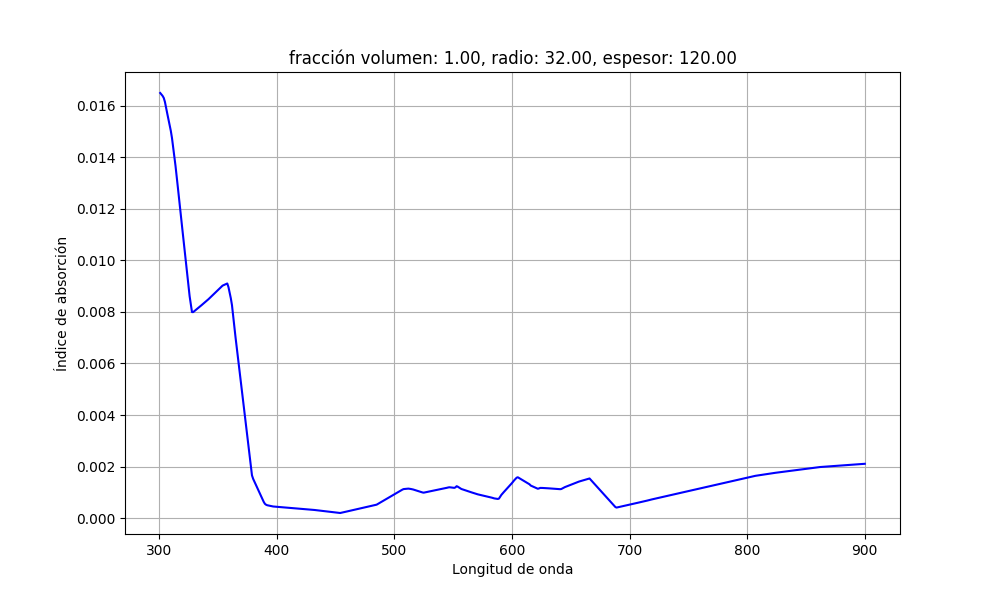 fracción volumen: 1.00, radio: 32.00, espesor: 120.00
0.016
0.014
0.012
0.010
0.008
0.006
0.004
0.002
0.000
Índice de absorción
300 400 500 600 700 800 900
Longitud de onda